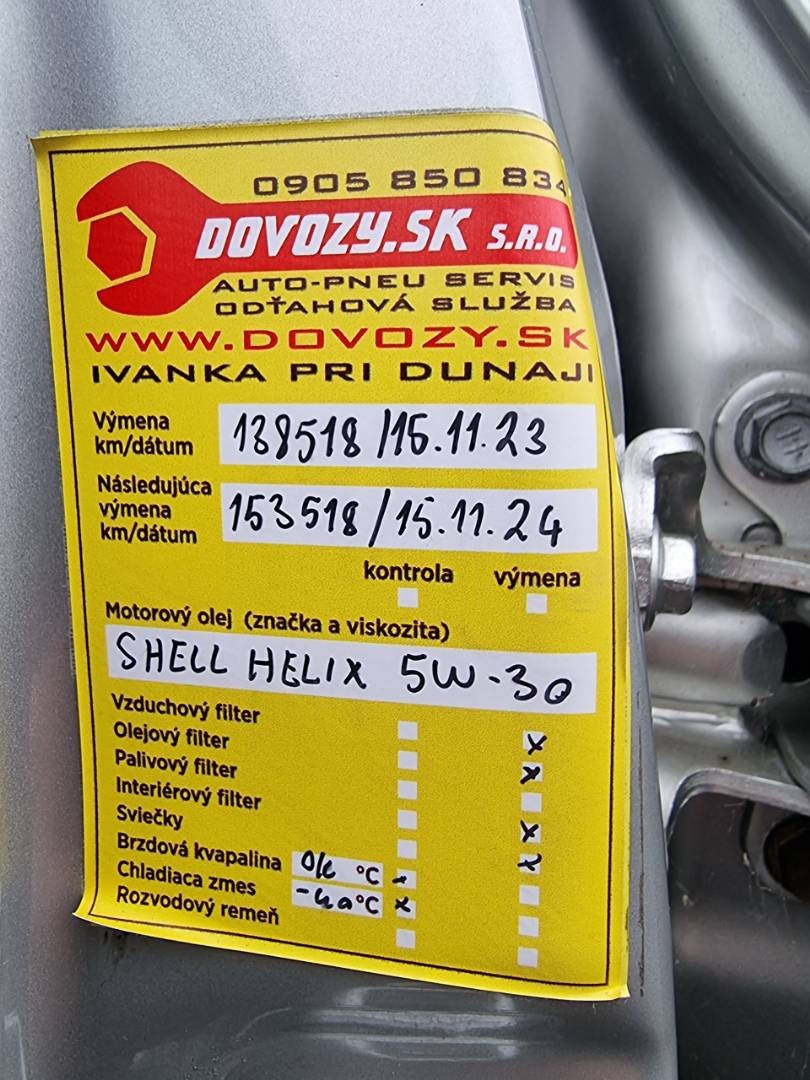 0905 850 834
DOVOZY.SK S.R.O.
AUTO-PNEU SERVIS
ODŤAHOVÁ SLUŽBA
WWW.DOVOZY.SK
IVANKA PRI DUNAJI
Výmena
km/dátum
138518 /15.11.23
Následujúca
výmena
km/dátum
153518/15.11.24
kontrola výmena
Motorový olej (značka a viskozita)
SHELL HELIX 5W-30
Vzduchový filter
Olejový filter x
Palivový filter x
Interiérový filter
Sviečky x
Brzdová kvapalina Ok °C x
Chladiaca zmes -40°C x
Rozvodový remeň